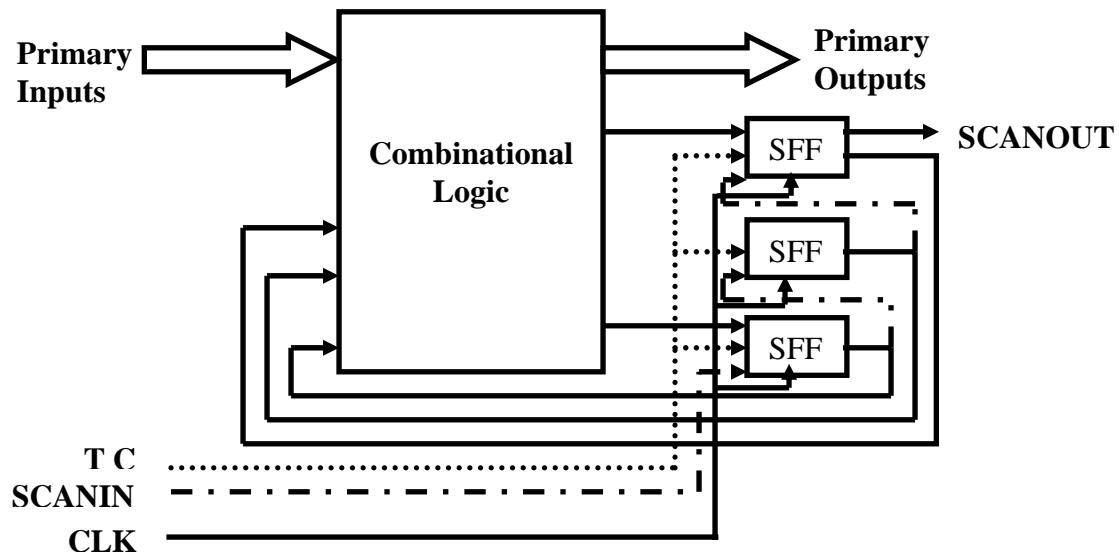 Primary
Inputs
Combinational
Logic
Primary
Outputs
SFF
SCANOUT
SFF
SFF
T C
SCANIN
CLK